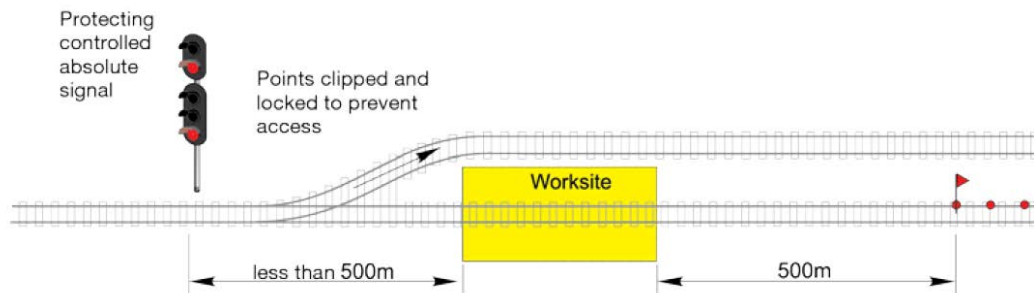 Protecting
controlled
absolute
signal
Points clipped and
locked to prevent
access
Worksite
less than 500m
500m